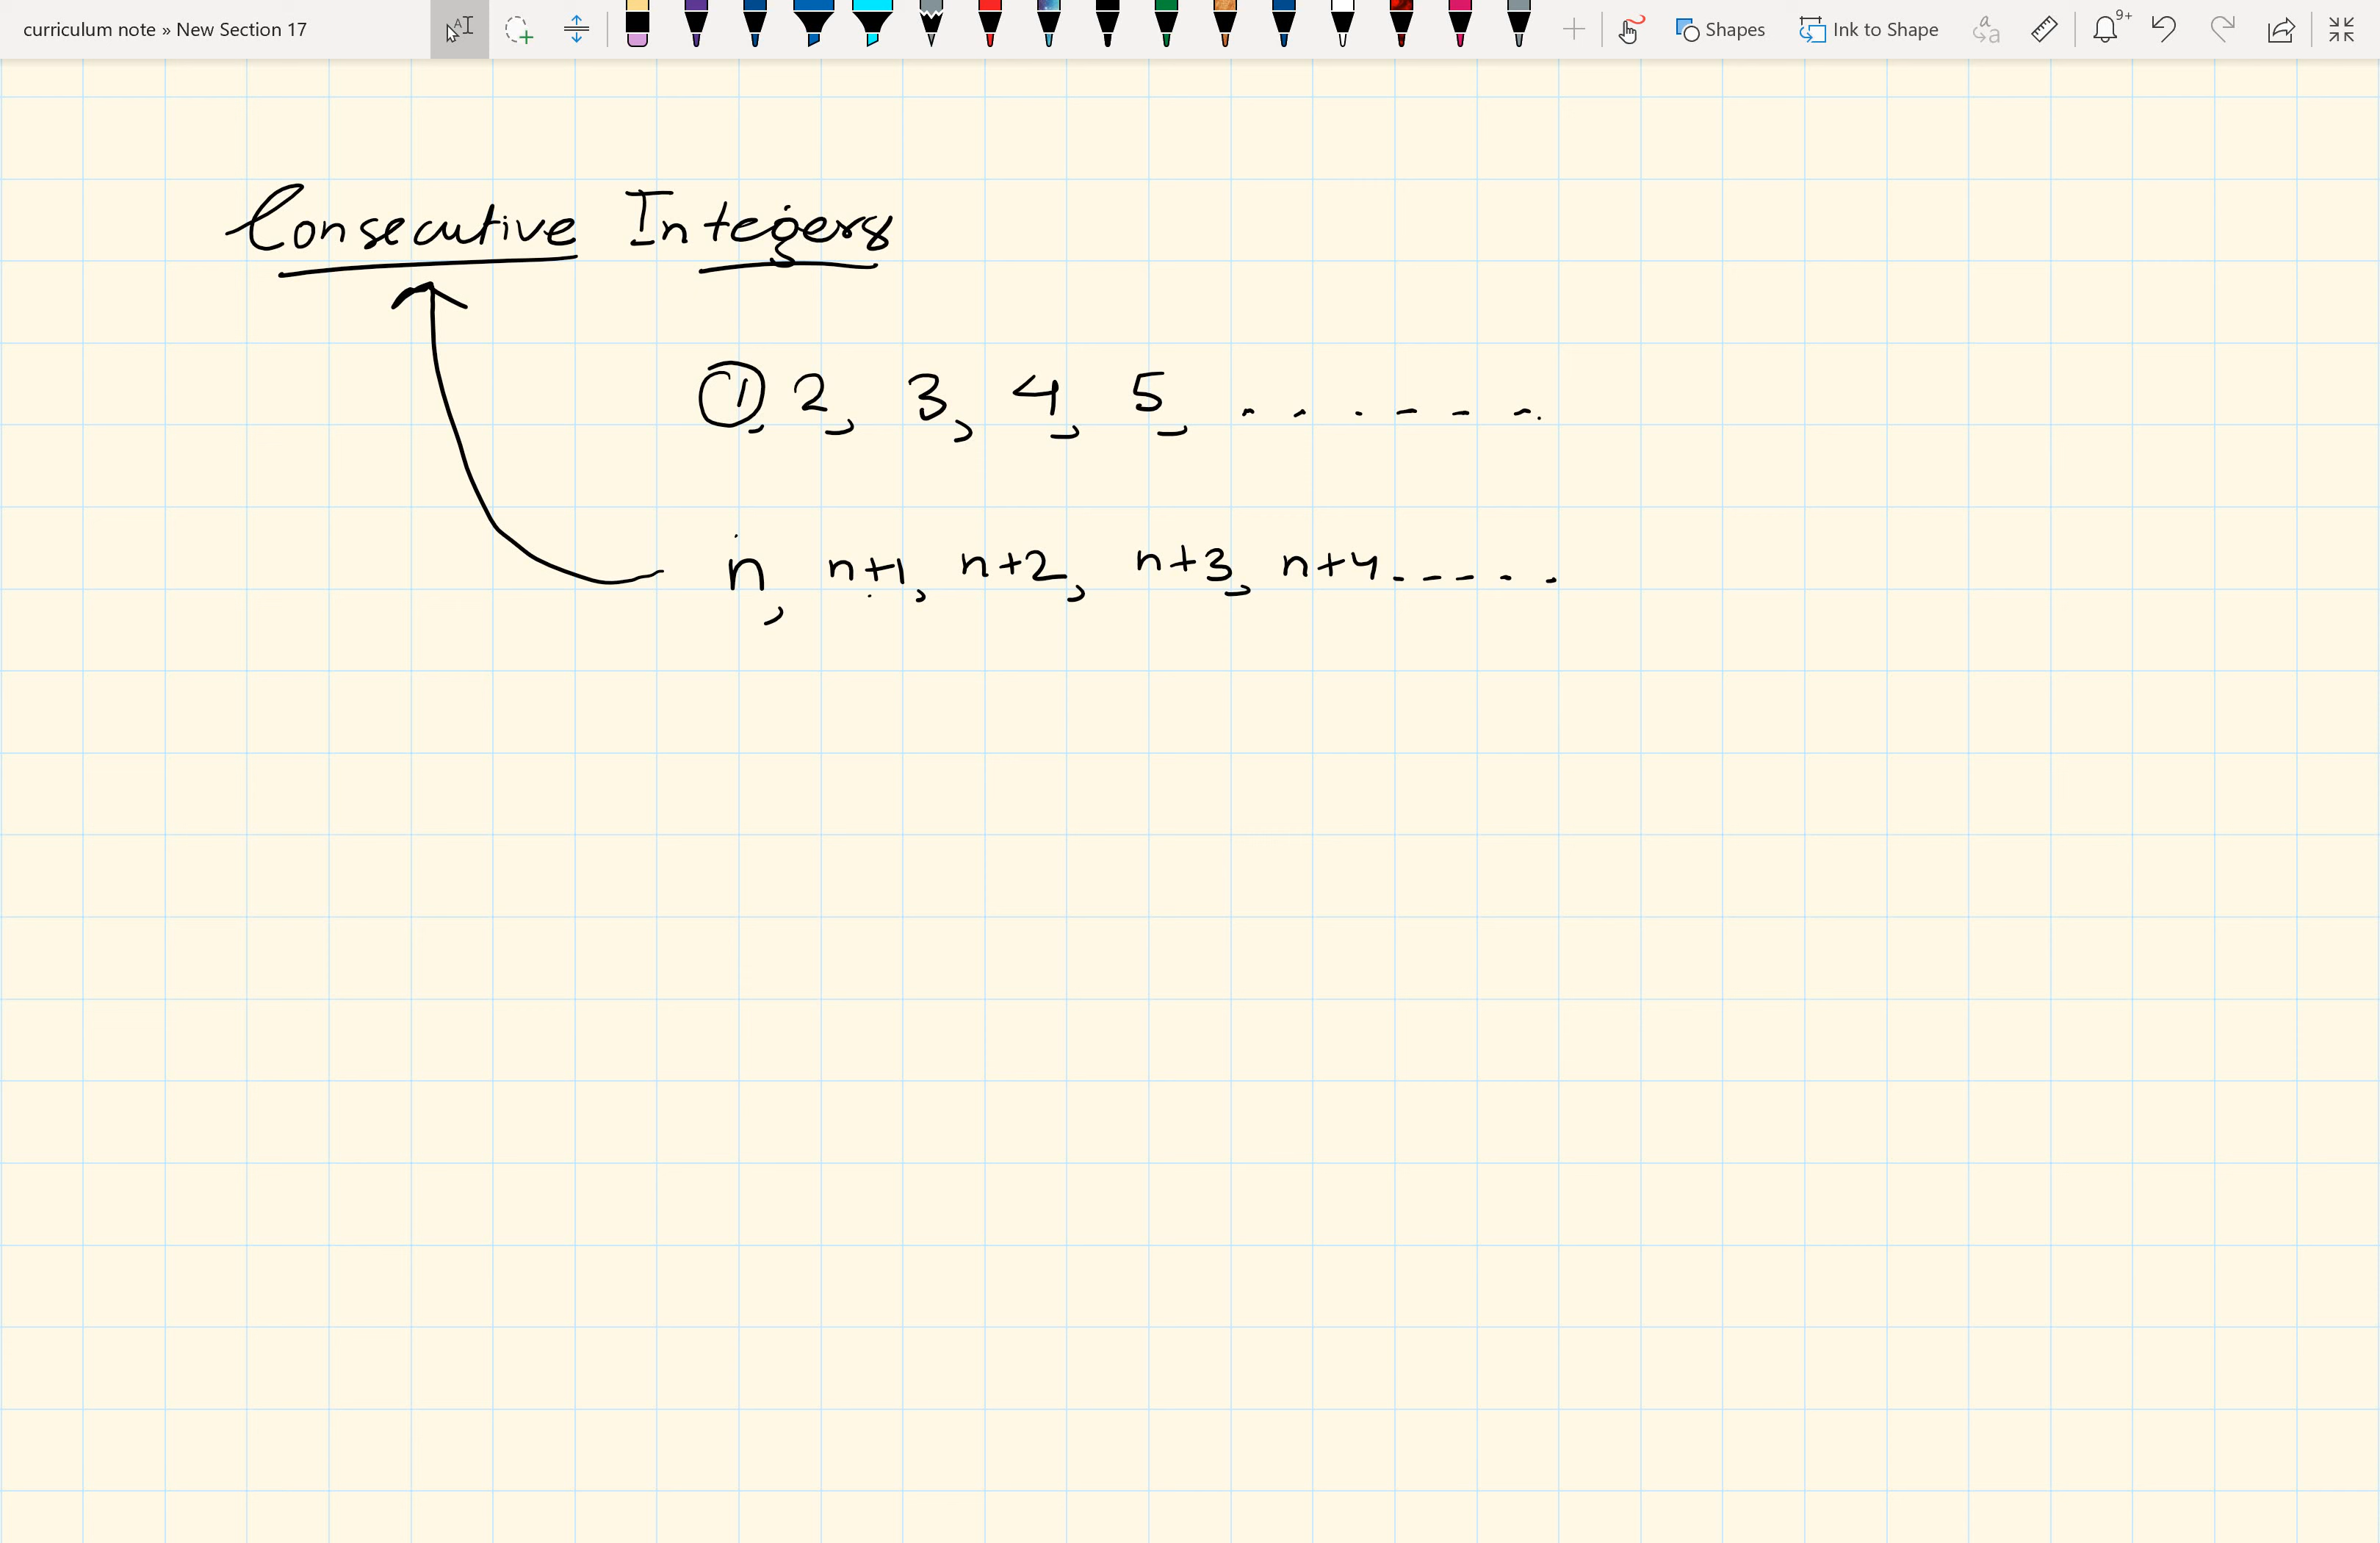 curriculum note » New Section 17
Shapes
Ink to Shape
9+
Consecutive Integers
1, 2, 3, 4, 5, . . . - - -.
n, n+1, n+2, n+3, n+4 - - - - .